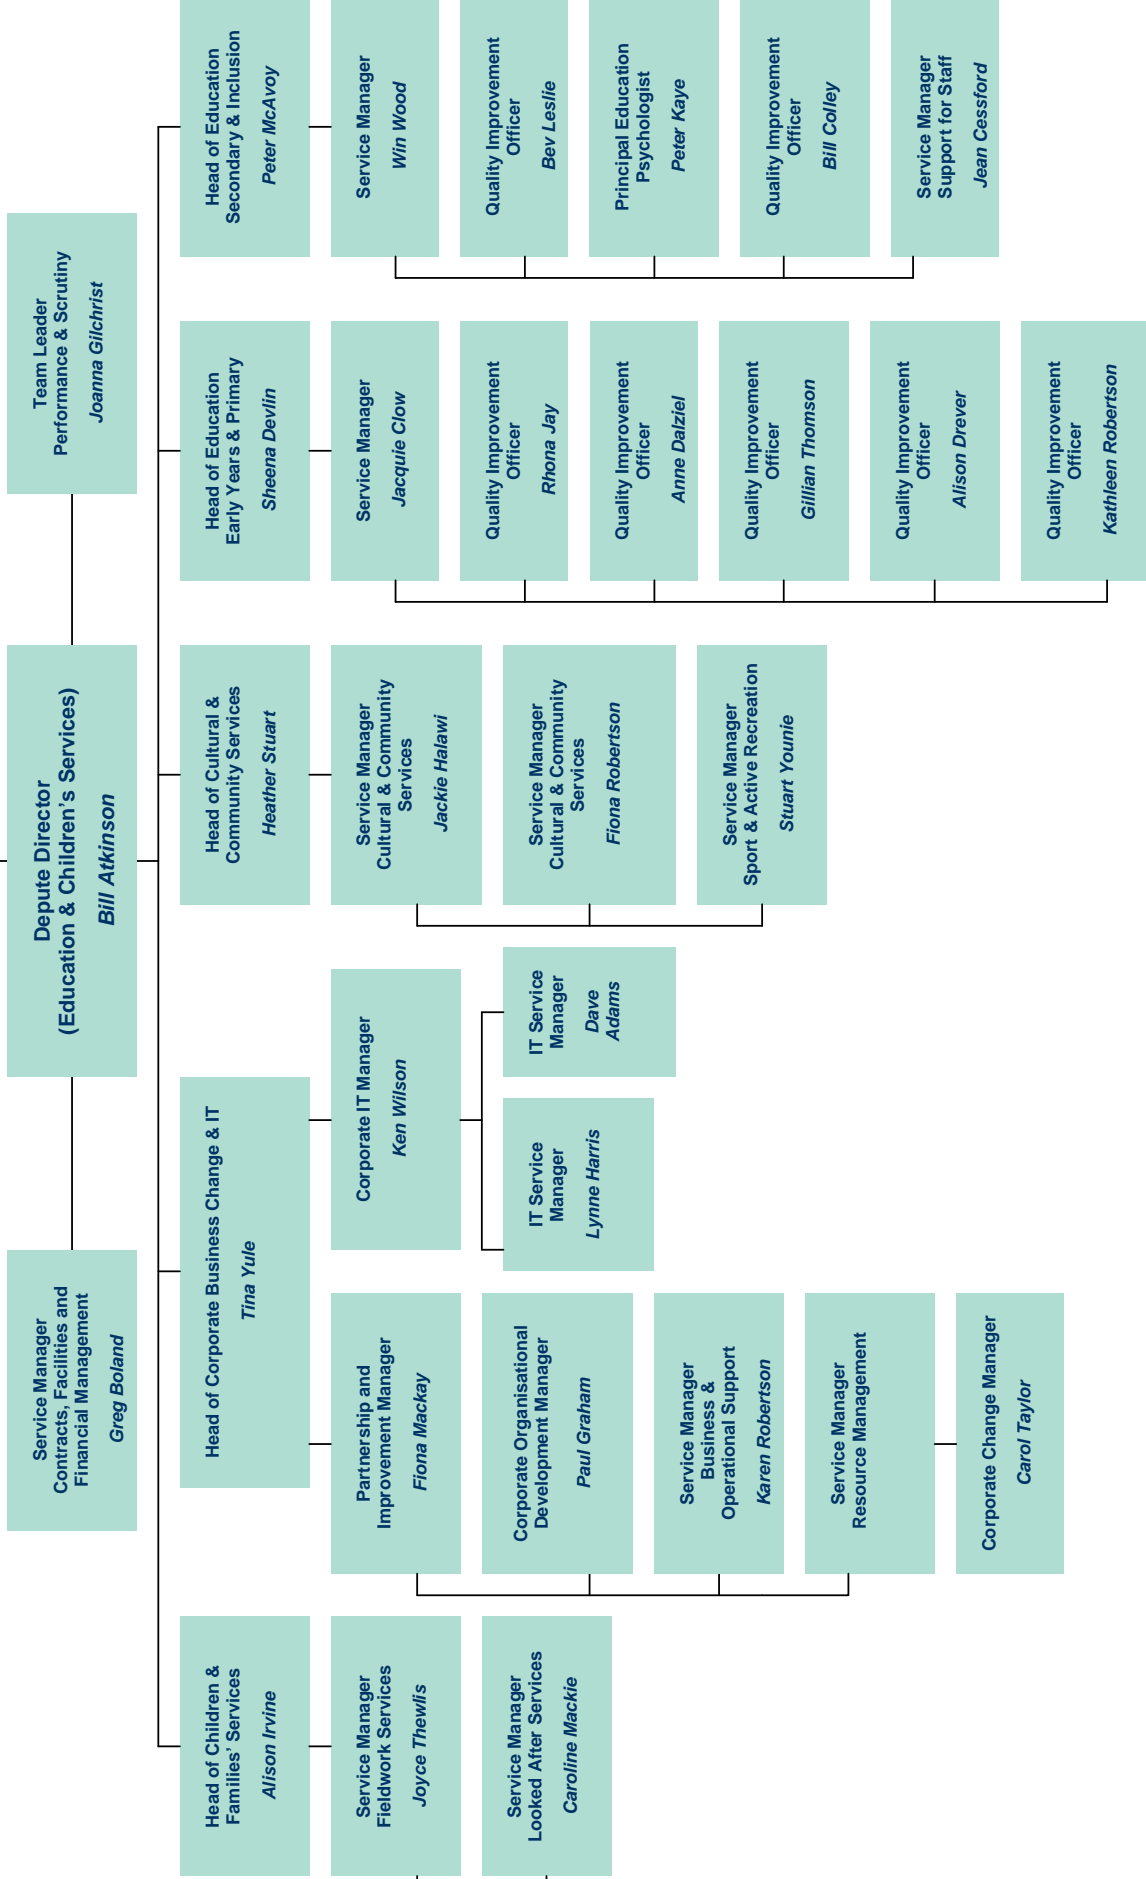 Service Manager
Contracts, Facilities and
Financial Management
Greg Boland
Depute Director
(Education & Children’s Services)
Bill Atkinson
Team Leader
Performance & Scrutiny
Joanna Gilchrist
Head of Children &
Families’ Services
Alison Irvine
Service Manager
Fieldwork Services
Joyce Thewlis
Service Manager
Looked After Services
Caroline Mackie
Head of Corporate Business Change & IT
Tina Yule
Partnership and
Improvement Manager
Fiona Mackay
Corporate Organisational
Development Manager
Paul Graham
Service Manager
Business &
Operational Support
Karen Robertson
Service Manager
Resource Management
Corporate Change Manager
Carol Taylor
Corporate IT Manager
Ken Wilson
IT Service
Manager
Lynne Harris
IT Service
Manager
Dave
Adams
Head of Cultural &
Community Services
Heather Stuart
Service Manager
Cultural & Community
Services
Jackie Halawi
Service Manager
Cultural & Community
Services
Fiona Robertson
Service Manager
Sport & Active Recreation
Stuart Younie
Head of Education
Early Years & Primary
Sheena Devlin
Service Manager
Jacquie Clow
Quality Improvement
Officer
Rhona Jay
Quality Improvement
Officer
Anne Dalziel
Quality Improvement
Officer
Gillian Thomson
Quality Improvement
Officer
Alison Drever
Quality Improvement
Officer
Kathleen Robertson
Head of Education
Secondary & Inclusion
Peter McAvoy
Service Manager
Win Wood
Quality Improvement
Officer
Bev Leslie
Principal Education
Psychologist
Peter Kaye
Quality Improvement
Officer
Bill Colley
Service Manager
Support for Staff
Jean Cessford